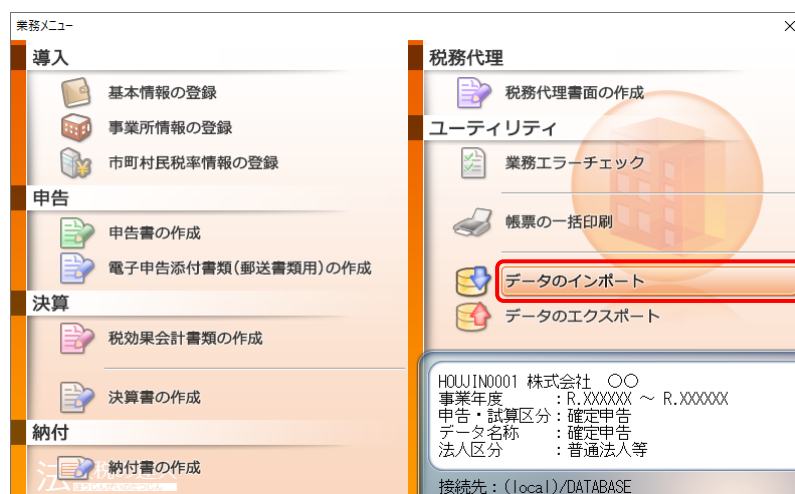 業務メニュー
導入
基本情報の登録
事業所情報の登録
市町村民税率情報の登録
申告
申告書の作成
電子申告添付書類(郵送書類用)の作成
決算
税効果会計書類の作成
決算書の作成
納付
納付書の作成
税務代理
税務代理書面の作成
ユーティリティ
業務エラーチェック
帳票の一括印刷
データのインポート
データのエクスポート
HOUJIN0001 株式会社 ○○
事業年度 :R.XXXXXX ～ R.XXXXXX
申告・試算区分:確定申告
データ名称 :確定申告
法人区分 :普通法人等
接続先:(local)/DATABASE